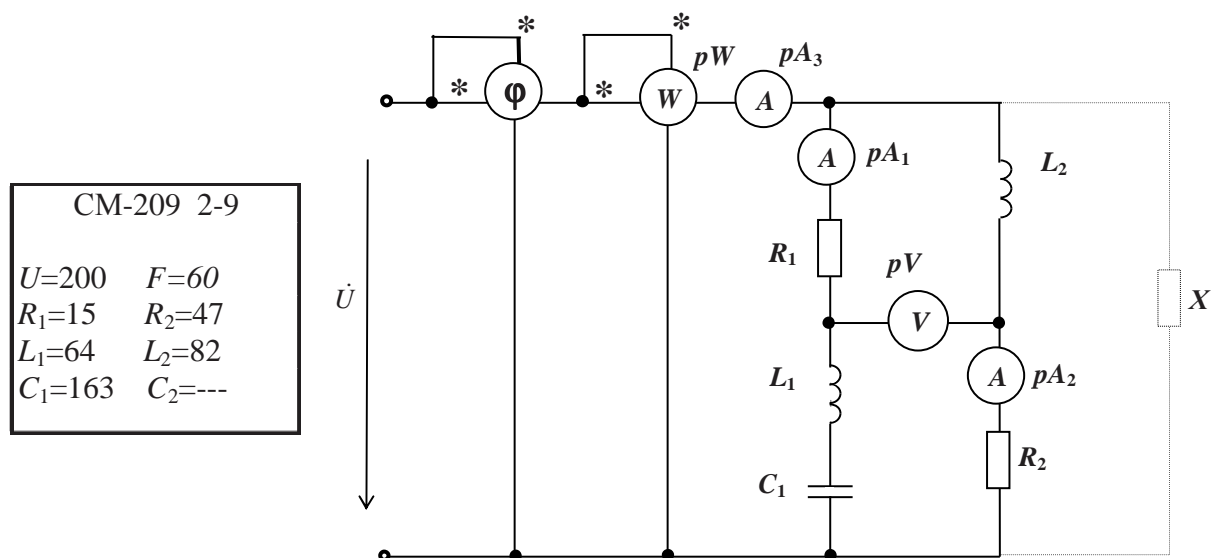 CM-209 2-9
U=200 F=60
R₁=15 R₂=47
L₁=64 L₂=82
C₁=163 C₂=---
* *
* φ * W pW
A pA₃
A pA₁
L₂
R₁
pV
U̇
V
X
L₁
A pA₂
C₁
R₂